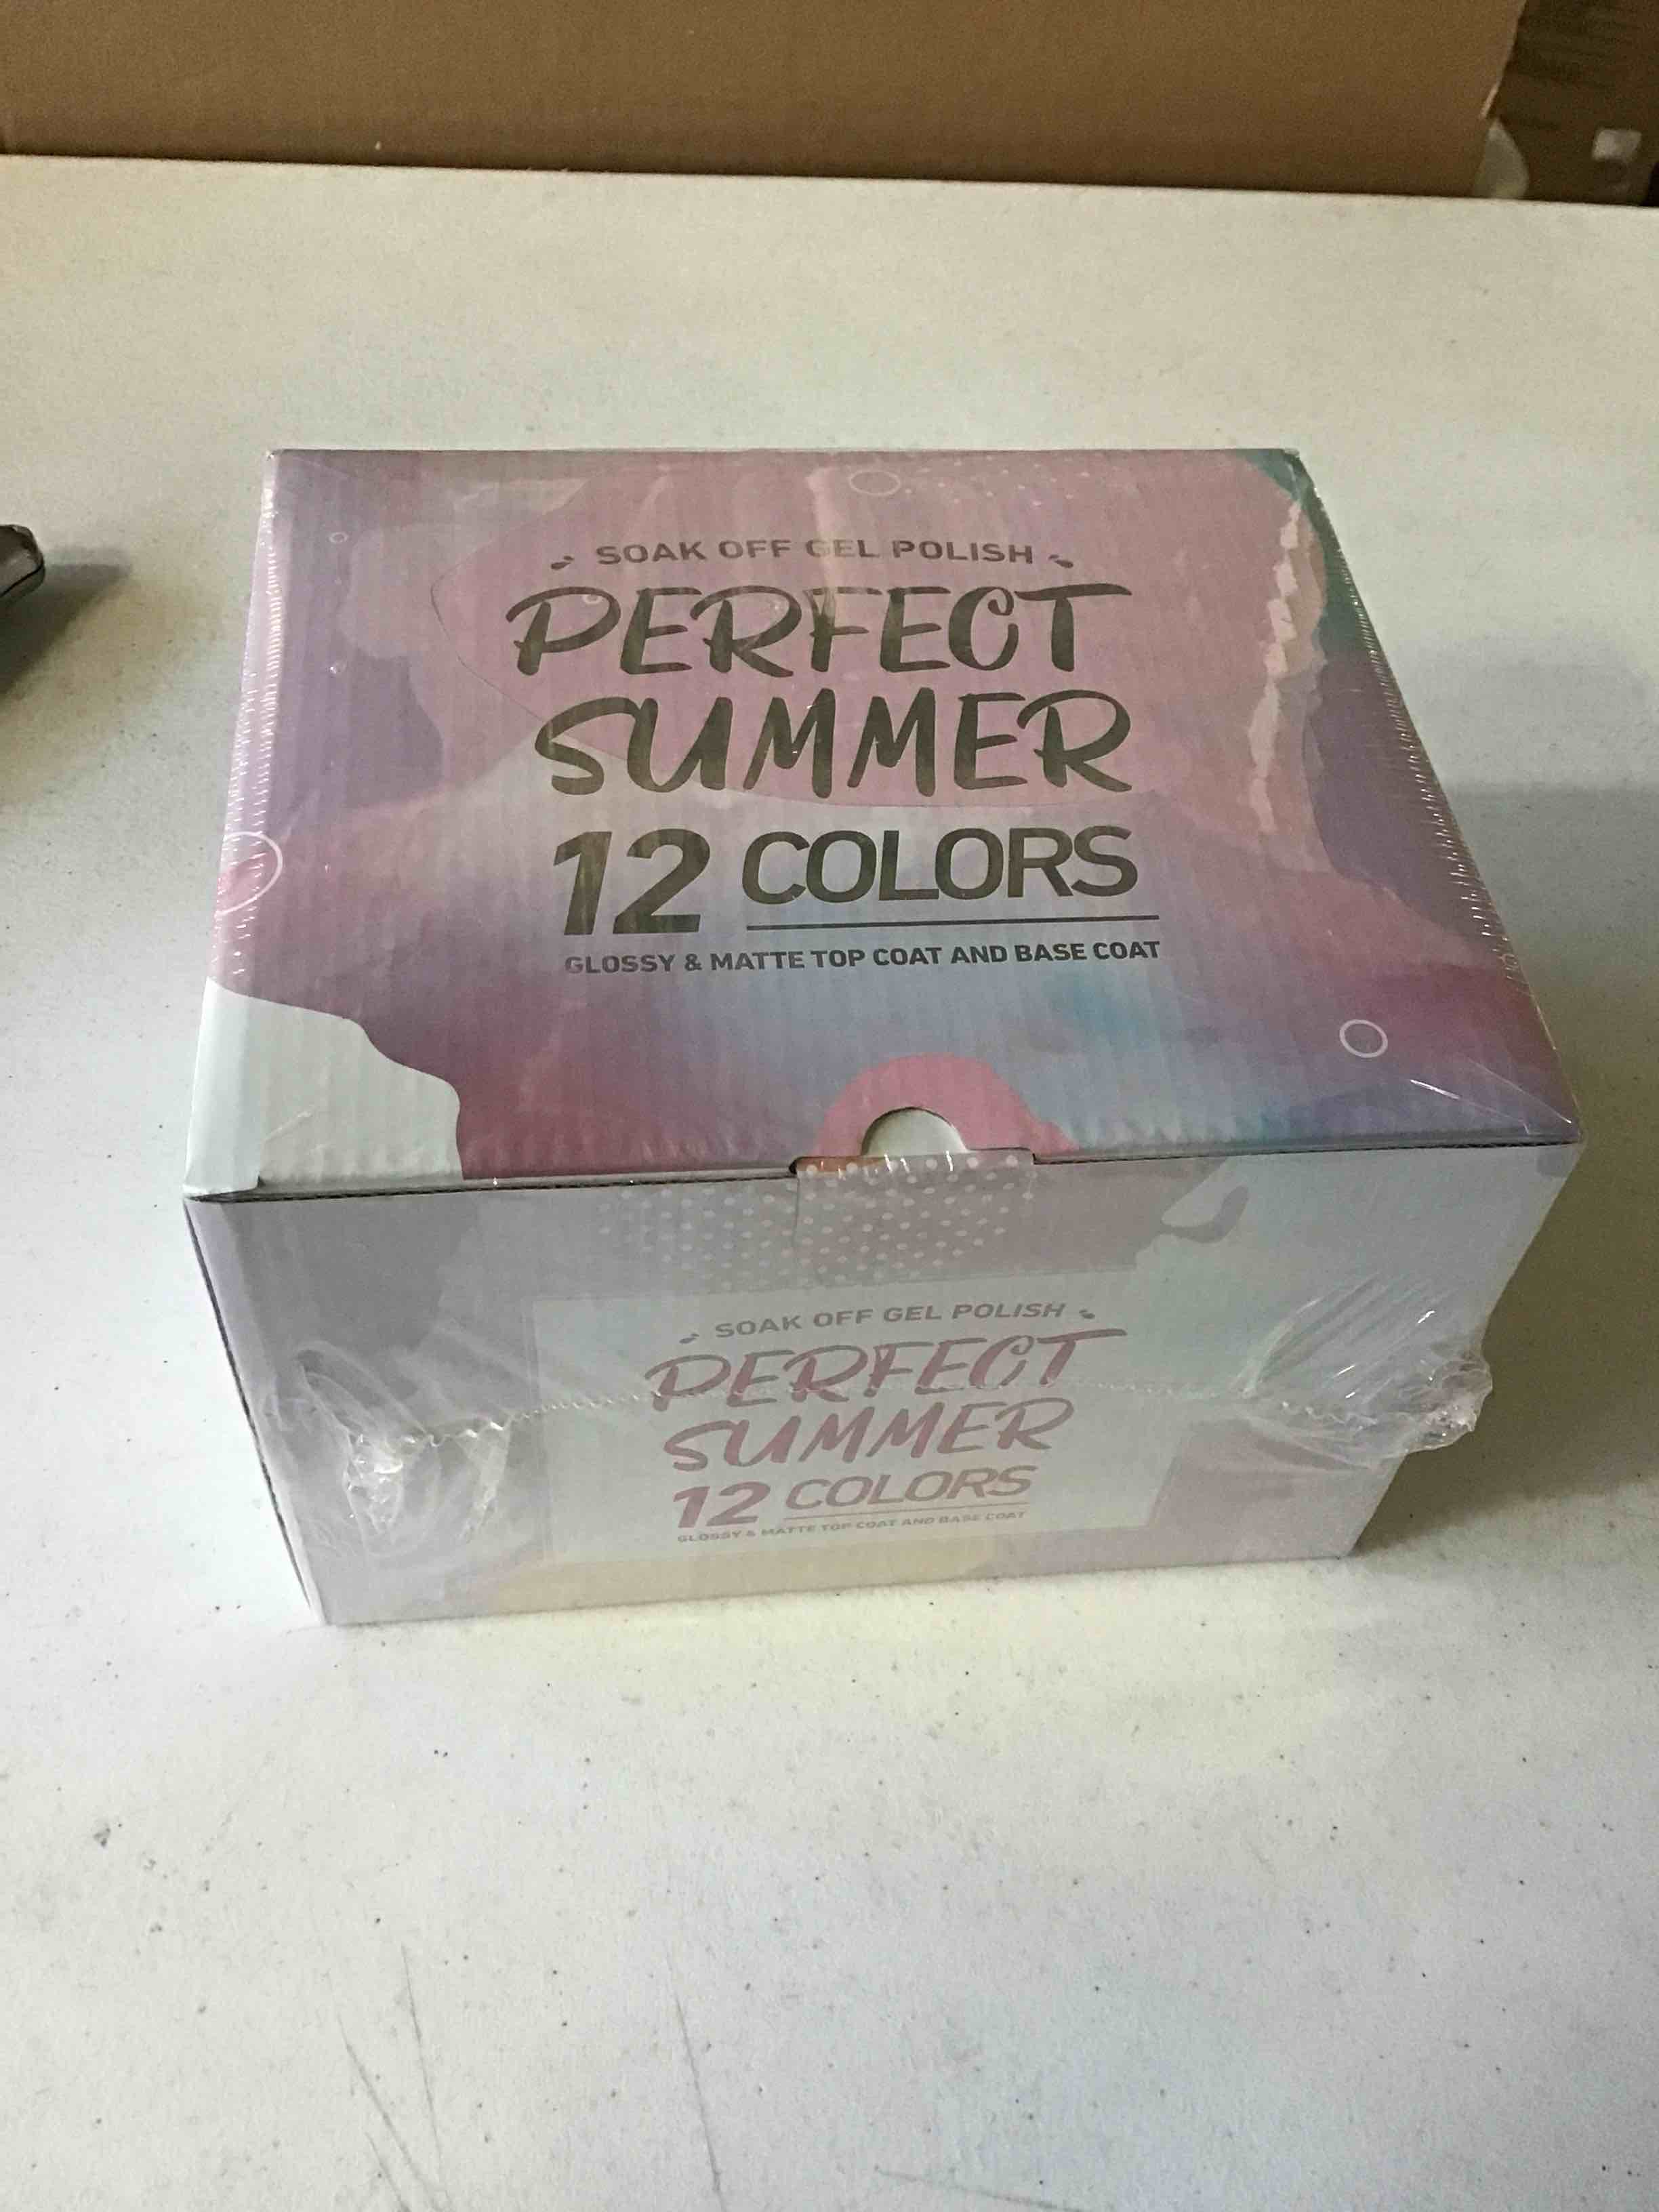 SOAK OFF GEL POLISH
PERFECT
SUMMER
12 COLORS
GLOSSY & MATTE TOP COAT AND BASE COAT
SOAK OFF GEL POLISH
PERFECT
SUMMER
12 COLORS
GLOSSY & MATTE TOP COAT AND BASE COAT